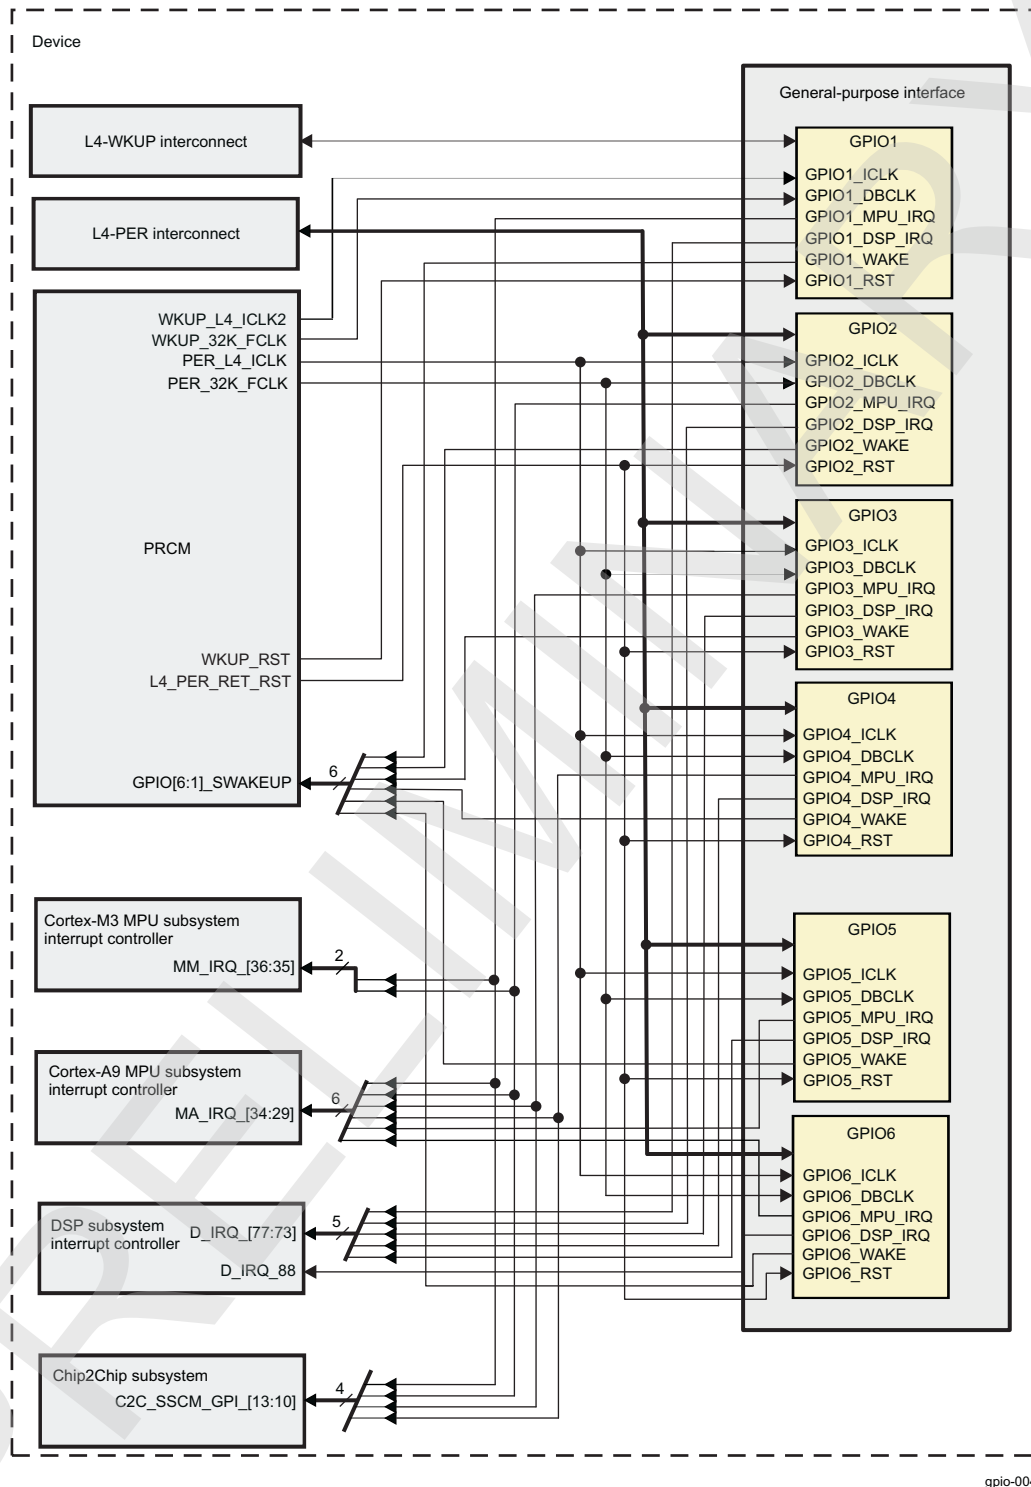 Device
General-purpose interface
L4-WKUP interconnect
L4-PER interconnect
WKUP_L4_ICLK2
WKUP_32K_FCLK
PER_L4_ICLK
PER_32K_FCLK
PRCM
WKUP_RST
L4_PER_RET_RST
GPIO[6:1]_SWAKEUP
6
Cortex-M3 MPU subsystem
interrupt controller
MM_IRQ_[36:35]
2
Cortex-A9 MPU subsystem
interrupt controller
MA_IRQ_[34:29]
6
DSP subsystem
interrupt controller
D_IRQ_[77:73]
5
D_IRQ_88
Chip2Chip subsystem
C2C_SSCM_GPI_[13:10]
4
GPIO1
GPIO1_ICLK
GPIO1_DBCLK
GPIO1_MPU_IRQ
GPIO1_DSP_IRQ
GPIO1_WAKE
GPIO1_RST
GPIO2
GPIO2_ICLK
GPIO2_DBCLK
GPIO2_MPU_IRQ
GPIO2_DSP_IRQ
GPIO2_WAKE
GPIO2_RST
GPIO3
GPIO3_ICLK
GPIO3_DBCLK
GPIO3_MPU_IRQ
GPIO3_DSP_IRQ
GPIO3_WAKE
GPIO3_RST
GPIO4
GPIO4_ICLK
GPIO4_DBCLK
GPIO4_MPU_IRQ
GPIO4_DSP_IRQ
GPIO4_WAKE
GPIO4_RST
GPIO5
GPIO5_ICLK
GPIO5_DBCLK
GPIO5_MPU_IRQ
GPIO5_DSP_IRQ
GPIO5_WAKE
GPIO5_RST
GPIO6
GPIO6_ICLK
GPIO6_DBCLK
GPIO6_MPU_IRQ
GPIO6_DSP_IRQ
GPIO6_WAKE
GPIO6_RST
gpio-004
PRELIMINARY